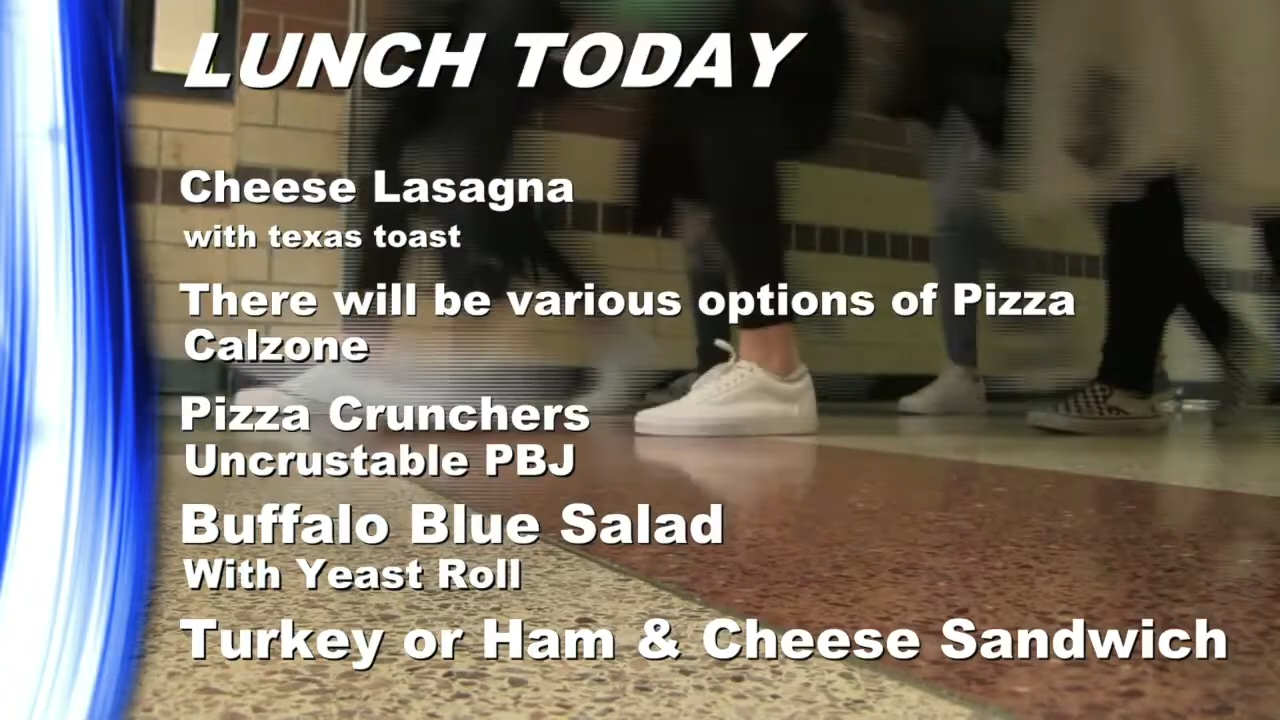 LUNCH TODAY
Cheese Lasagna
with texas toast
There will be various options of Pizza
Calzone
Pizza Crunchers
Uncrustable PBJ
Buffalo Blue Salad
With Yeast Roll
Turkey or Ham & Cheese Sandwich